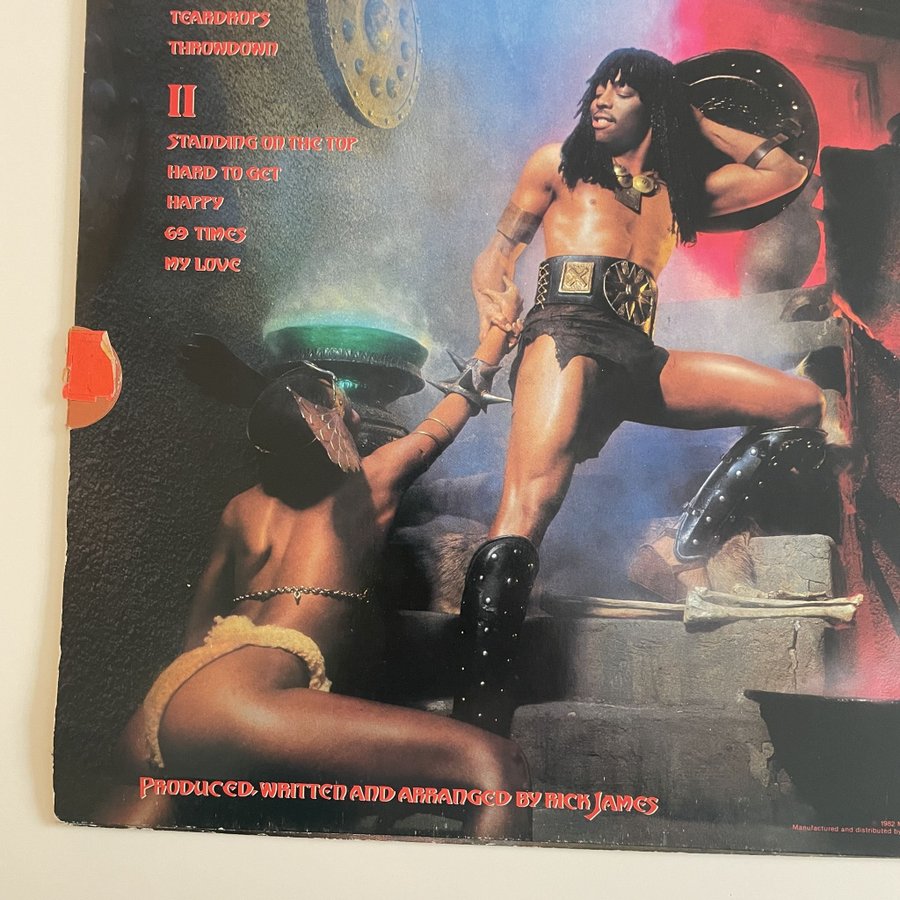 TEARDROPS
THROWDOWN
II
STANDING ON THE TOP
HARD TO GET
HAPPY
69 TIMES
MY LOVE
PRODUCED, WRITTEN AND ARRANGED BY RICK JAMES
1982 M
Manufactured and distributed by